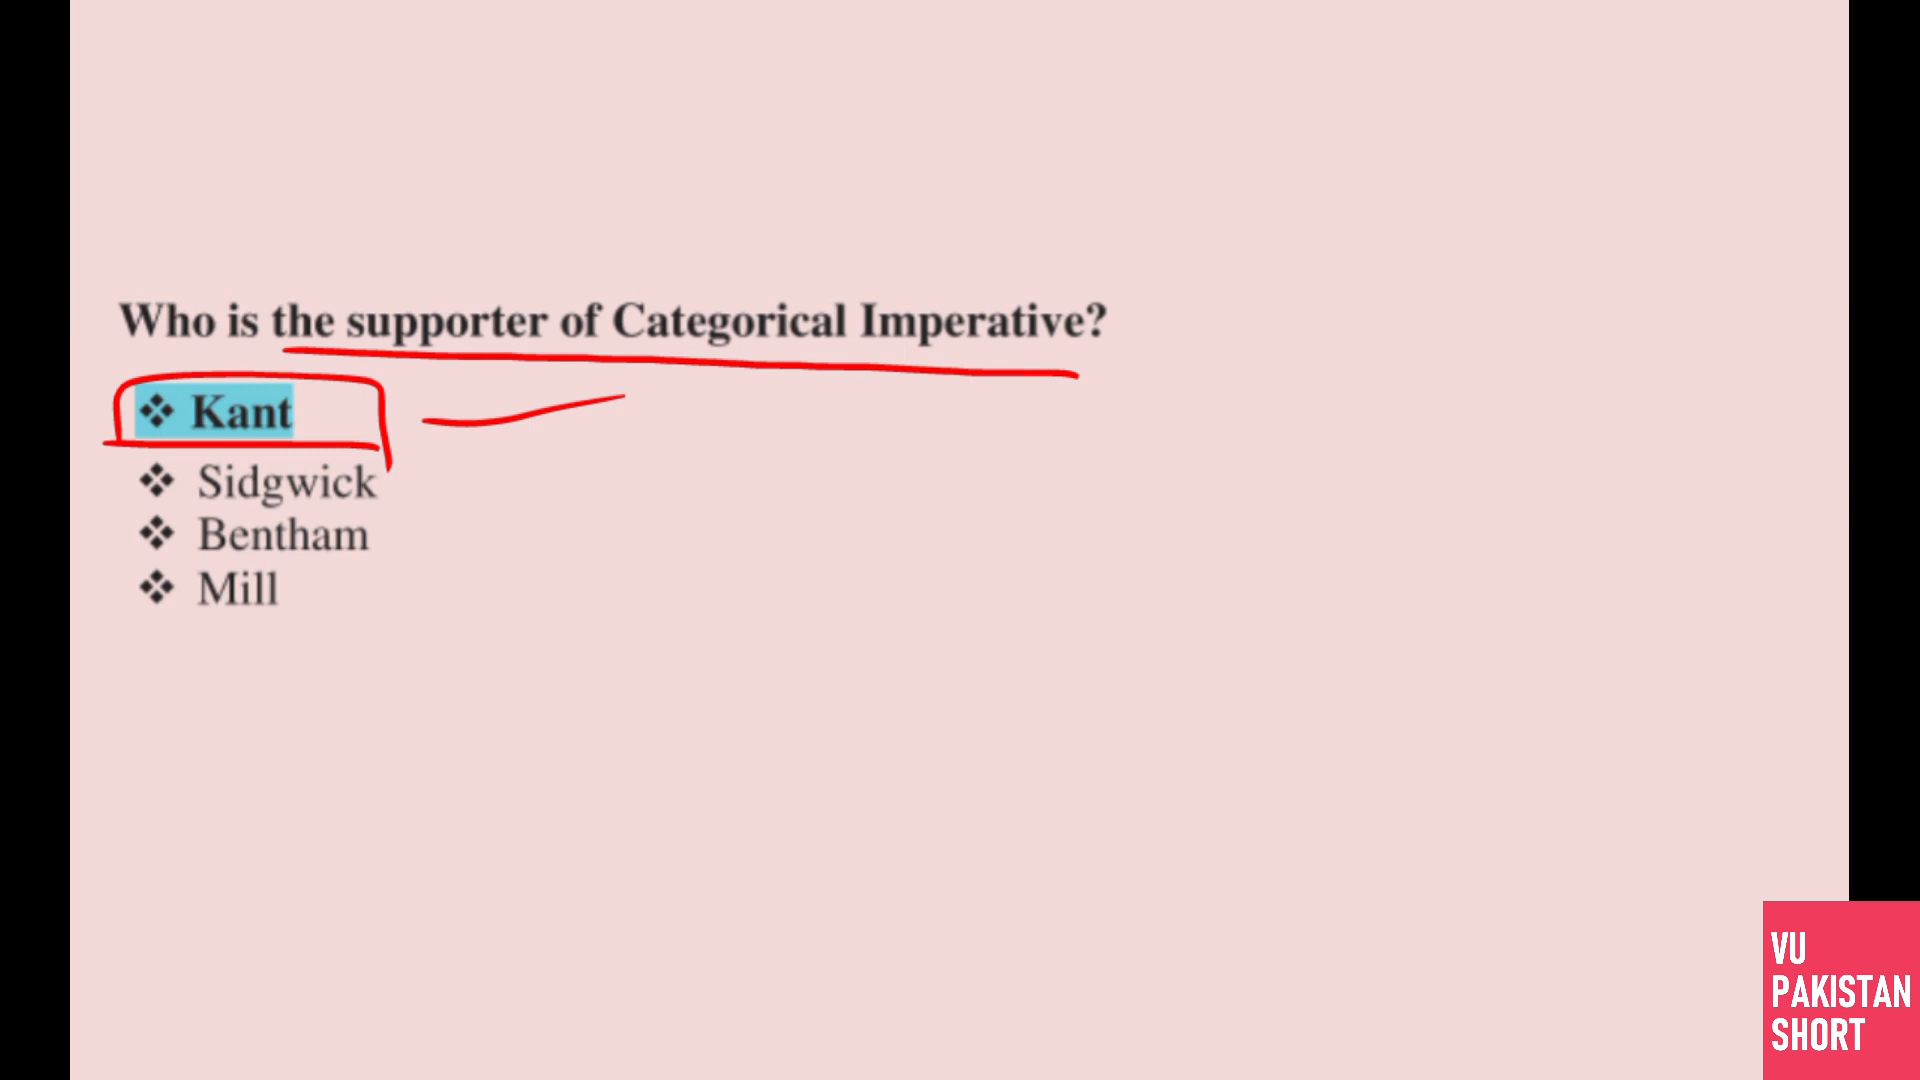 Who is the supporter of Categorical Imperative?
❖ Kant
❖ Sidgwick
❖ Bentham
❖ Mill
VU
PAKISTAN
SHORT